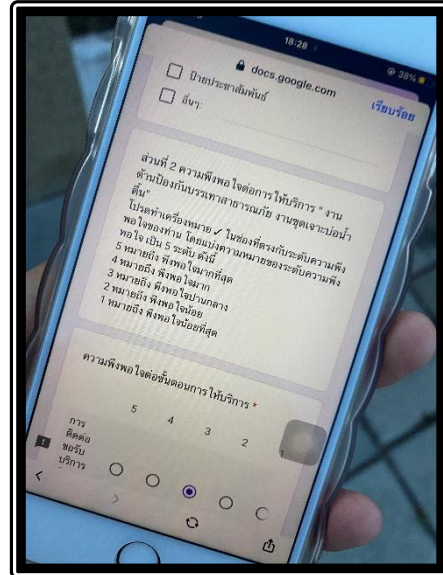 18:28
38%
docs.google.com
เรียบร้อย
ป้ายประชาสัมพันธ์
อื่นๆ:
ส่วนที่ 2 ความพึงพอใจต่อการให้บริการ " งาน
ด้านป้องกันบรรเทาสาธารณภัย งานขุดเจาะบ่อน้ำ
ตื้น"
โปรดทำเครื่องหมาย ✓ ในช่องที่ตรงกับระดับความพึง
พอใจของท่าน โดยแบ่งความหมายของระดับความพึง
พอใจ เป็น 5 ระดับ ดังนี้
5 หมายถึง พึงพอใจมากที่สุด
4 หมายถึง พึงพอใจมาก
3 หมายถึง พึงพอใจปานกลาง
2 หมายถึง พึงพอใจน้อย
1 หมายถึง พึงพอใจน้อยที่สุด
ความพึงพอใจต่อขั้นตอนการให้บริการ *
5 4 3 2 1
การ
ติดต่อ
ขอรับ
บริการ